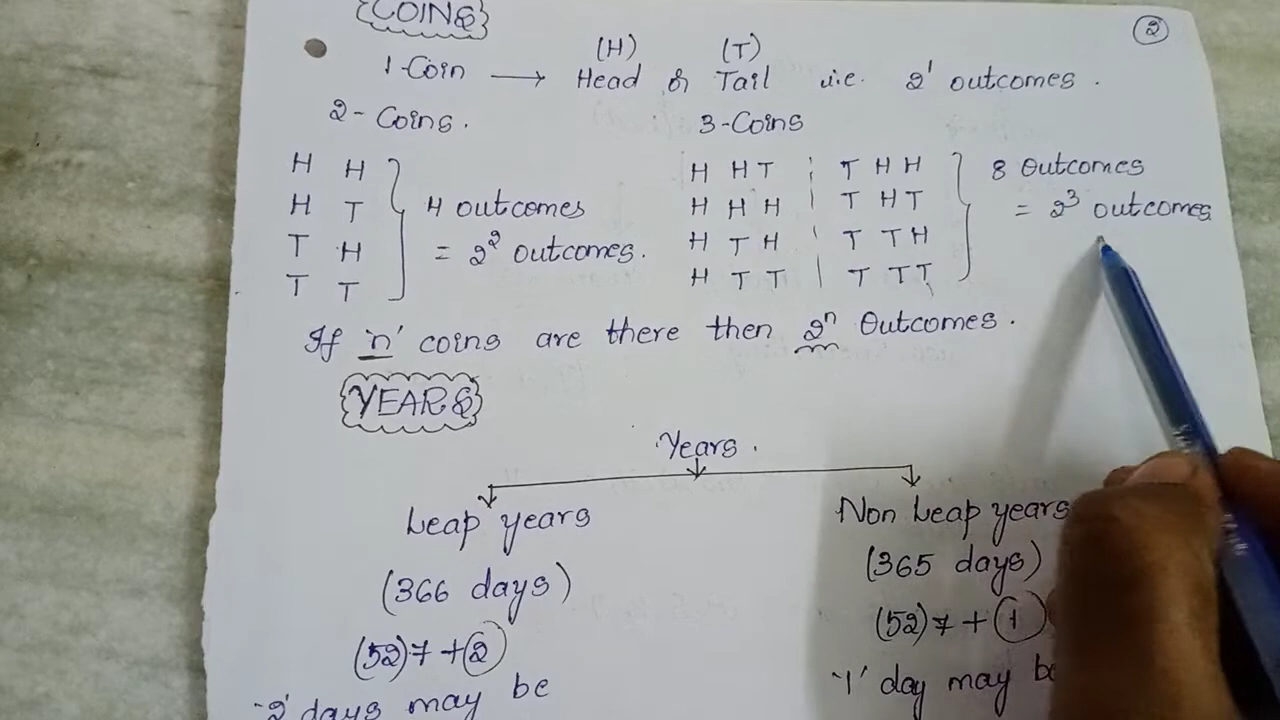 COINS
2
(H) (T)
1-Coin → Head or Tail i.e. 2¹ outcomes.
2-Coins. 3-Coins
H H } H H T | T H H }
H T 4 outcomes H H H | T H T 8 Outcomes
T H = 2² outcomes. H T H | T T H = 2³ outcomes
T T H T T | T T T
If 'n' coins are there then 2ⁿ Outcomes.
YEARS
Years.
Leap years Non Leap years
(366 days) (365 days)
(52)7 + 2 (52)7 + 1
'2' days may be '1' day may be